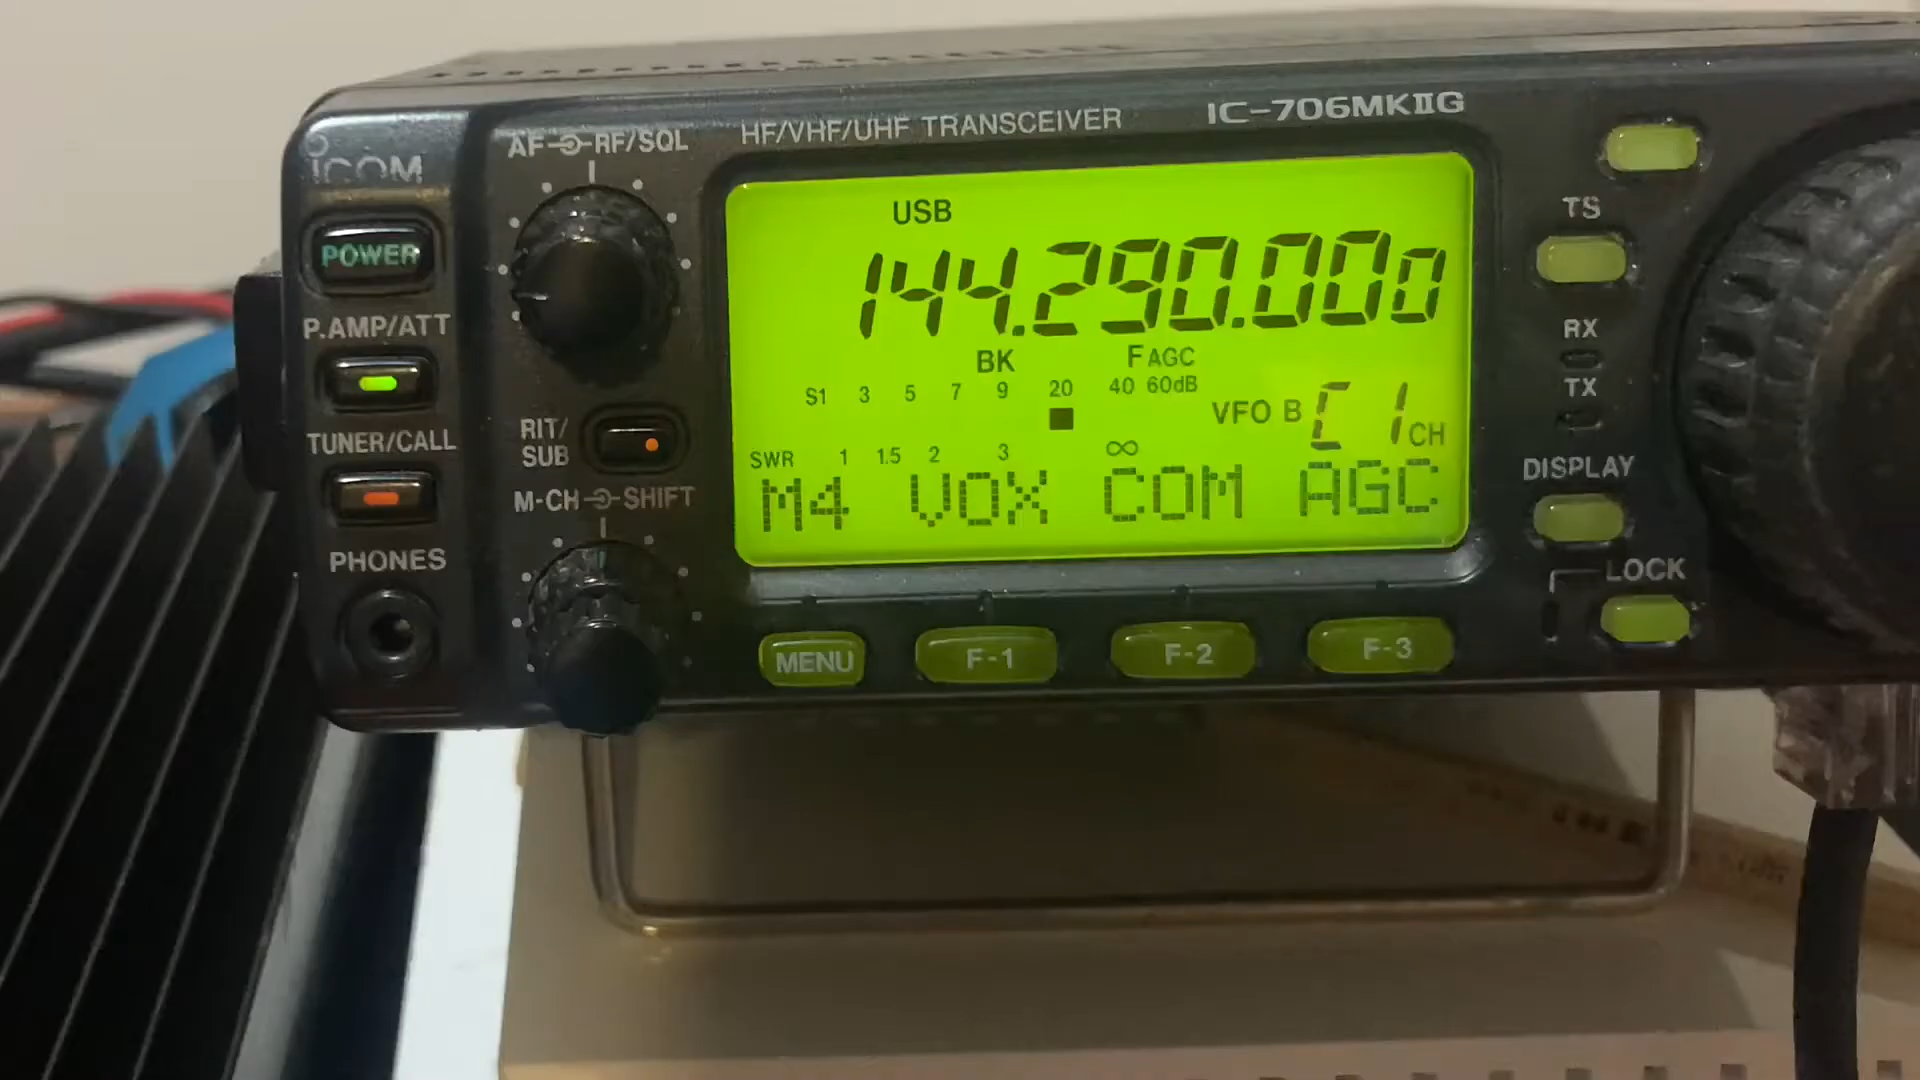 HF/VHF/UHF TRANSCEIVER
IC-706MKIIG
ICOM
AF RF/SQL
POWER
P.AMP/ATT
TUNER/CALL
PHONES
RIT/
SUB
M-CH SHIFT
USB
144.290.000
BK
F AGC
S1 3 5 7 9 20 40 60dB
VFO B C1 CH
SWR 1 1.5 2 3 ∞
M4 VOX COM AGC
MENU F-1 F-2 F-3
TS
RX
TX
DISPLAY
LOCK